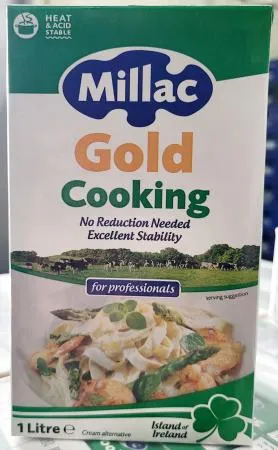 HEAT
& ACID
STABLE
Millac
Gold
Cooking
No Reduction Needed
Excellent Stability
for professionals
serving suggestion
1 Litre e
Cream alternative
Island of
Ireland